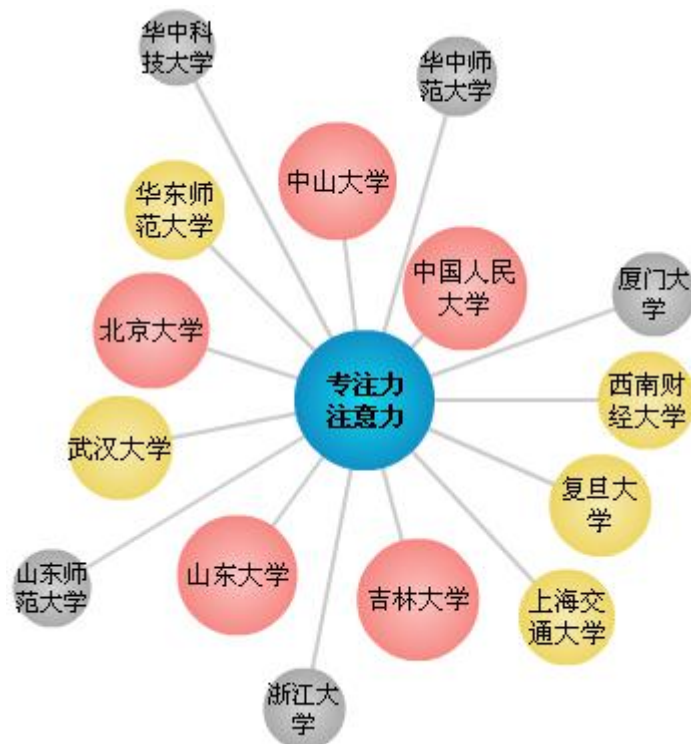 华中科
技大学
华中师
范大学
中山大学
华东师
范大学
中国人民
大学
厦门大
学
北京大学
专注力
注意力
西南财
经大学
武汉大学
复旦大
学
山东师
范大学
山东大学
吉林大学
上海交
通大学
浙江大
学